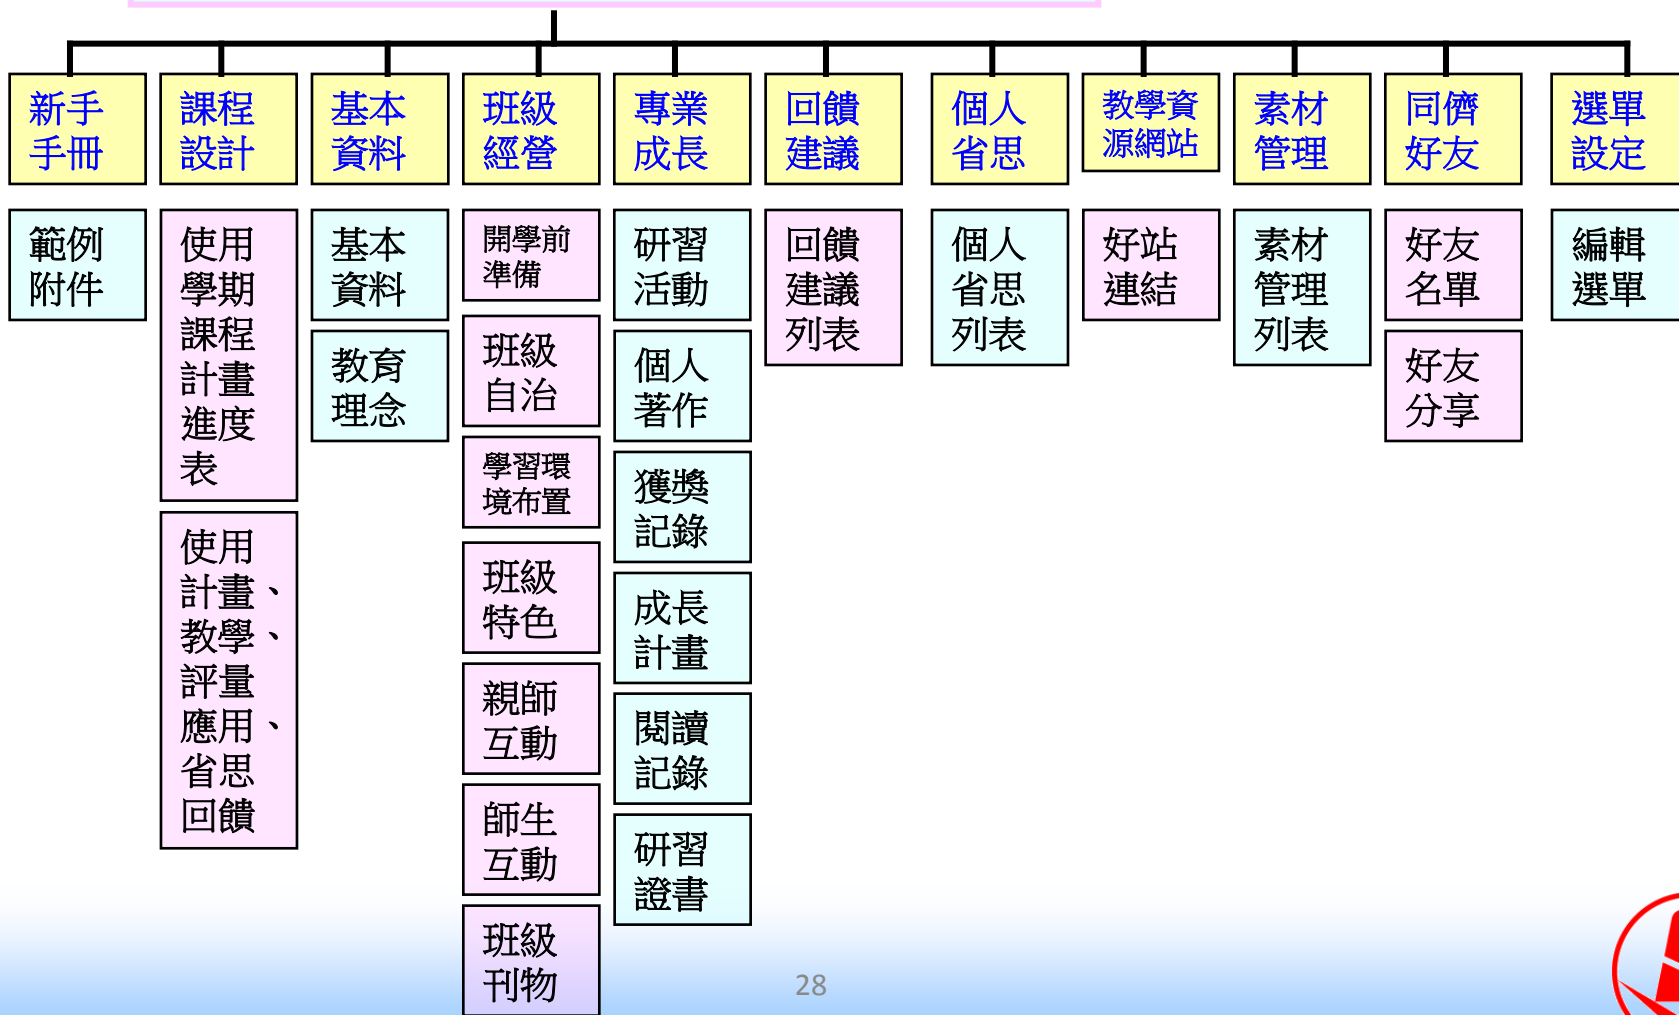 新手
手冊
課程
設計
基本
資料
班級
經營
專業
成長
回饋
建議
個人
省思
教學資
源網站
素材
管理
同儕
好友
選單
設定
範例
附件
使用
學期
課程
計畫
進度
表
使用
計畫、
教學、
評量
應用、
省思
回饋
基本
資料
教育
理念
開學前
準備
班級
自治
學習環
境布置
班級
特色
親師
互動
師生
互動
班級
刊物
研習
活動
個人
著作
獲獎
記錄
成長
計畫
閱讀
記錄
研習
證書
回饋
建議
列表
個人
省思
列表
好站
連結
素材
管理
列表
好友
名單
好友
分享
編輯
選單
28